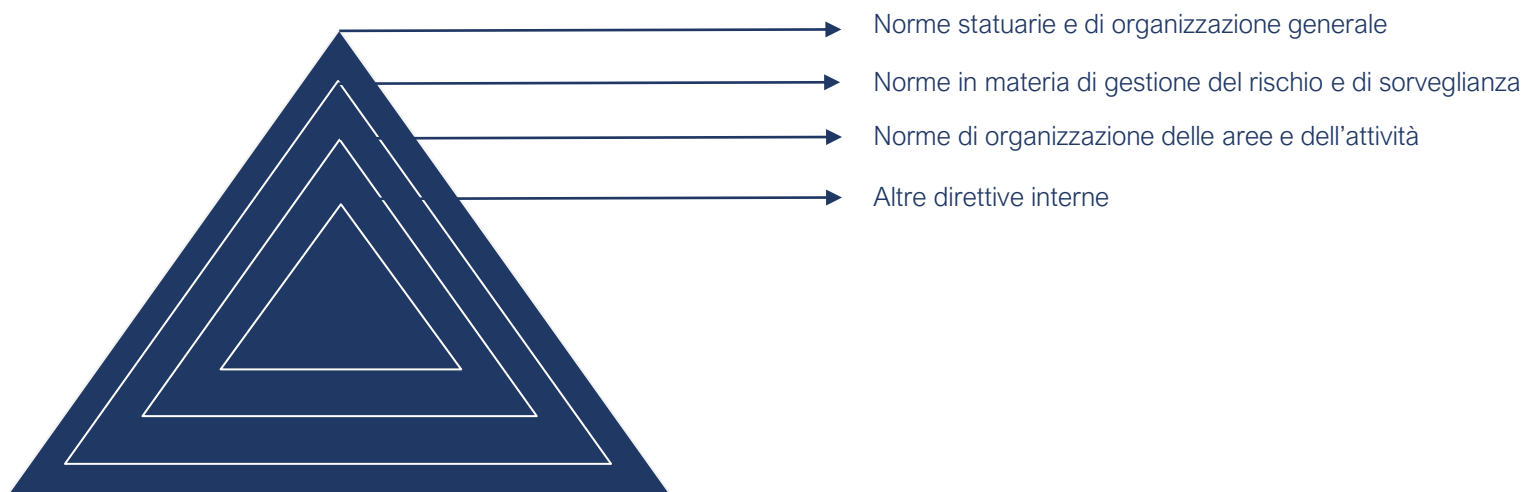 Norme statuarie e di organizzazione generale
Norme in materia di gestione del rischio e di sorveglianza
Norme di organizzazione delle aree e dell’attività
Altre direttive interne